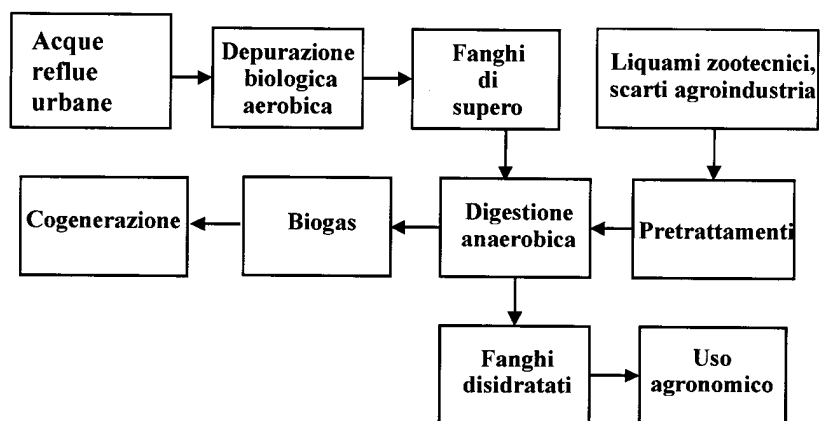 Acque
reflue
urbane
Depurazione
biologica
aerobica
Fanghi
di
supero
Liquami zootecnici,
scarti agroindustria
Cogenerazione
Biogas
Digestione
anaerobica
Pretrattamenti
Fanghi
disidratati
Uso
agronomico